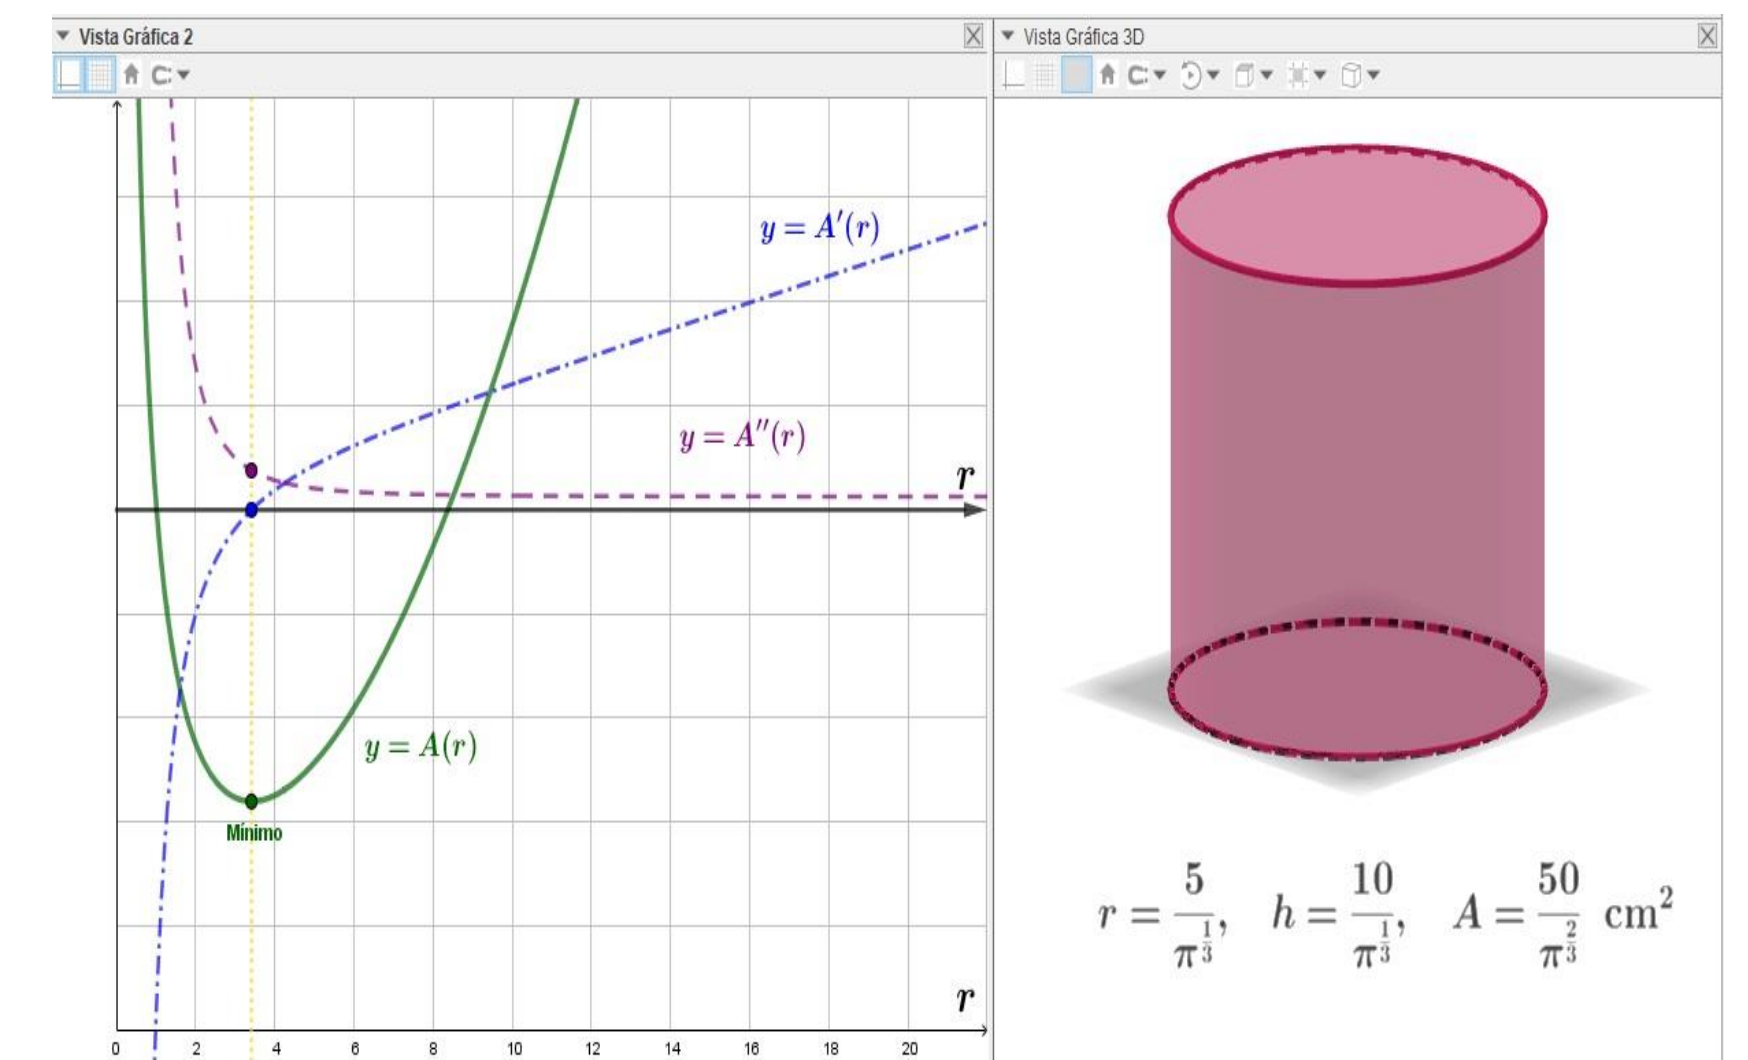 Vista Gráfica 2
Vista Gráfica 3D
y = A′(r)
y = A″(r)
r
y = A(r)
Mínimo
r = 5/π^{1/3}, h = 10/π^{1/3}, A = 50/π^{2/3} cm²
r
0 2 4 6 8 10 12 14 16 18 20